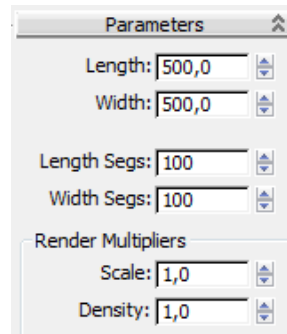 Parameters
Length: 500,0
Width: 500,0
Length Segs: 100
Width Segs: 100
Render Multipliers
Scale: 1,0
Density: 1,0